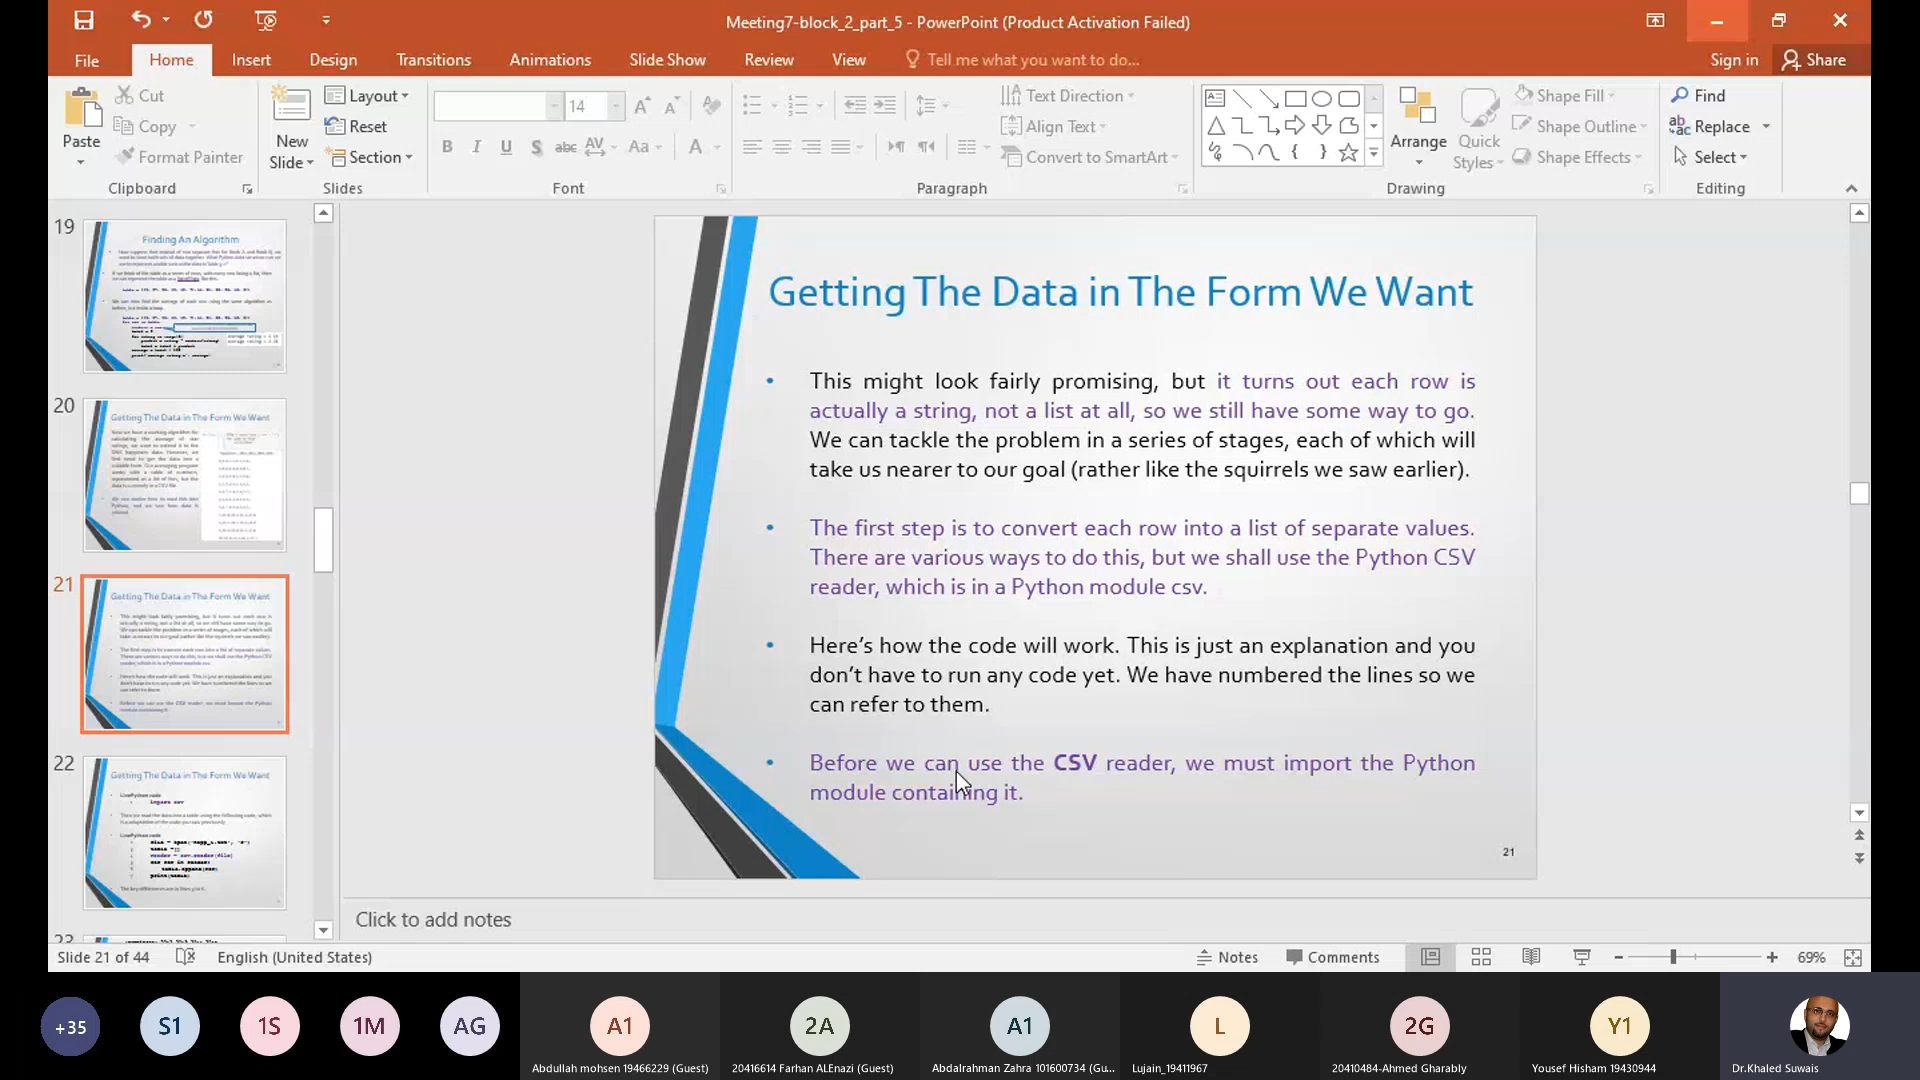 Meeting7-block_2_part_5 - PowerPoint (Product Activation Failed)
File Home Insert Design Transitions Animations Slide Show Review View Tell me what you want to do... Sign in Share
Paste
Cut
Copy
Format Painter
Clipboard
New Slide
Layout
Reset
Section
Slides
14
B I U S abc AV Aa A
Font
Text Direction
Align Text
Convert to SmartArt
Paragraph
Arrange
Quick Styles
Shape Fill
Shape Outline
Shape Effects
Drawing
Find
Replace
Select
Editing
19
Finding An Algorithm
20
Getting The Data in The Form We Want
21
Getting The Data in The Form We Want
22
Getting The Data in The Form We Want
Getting The Data in The Form We Want
• This might look fairly promising, but it turns out each row is
actually a string, not a list at all, so we still have some way to go.
We can tackle the problem in a series of stages, each of which will
take us nearer to our goal (rather like the squirrels we saw earlier).
• The first step is to convert each row into a list of separate values.
There are various ways to do this, but we shall use the Python CSV
reader, which is in a Python module csv.
• Here’s how the code will work. This is just an explanation and you
don’t have to run any code yet. We have numbered the lines so we
can refer to them.
• Before we can use the CSV reader, we must import the Python
module containing it.
21
Click to add notes
Slide 21 of 44 English (United States) Notes Comments 69%
+35 S1 1S 1M AG A1 2A A1 L 2G Y1
Abdullah mohsen 19466229 (Guest) 20416614 Farhan ALEnazi (Guest) Abdalrahman Zahra 101600734 (Gu... Lujain_19411967 20410484-Ahmed Gharably Yousef Hisham 19430944 Dr.Khaled Suwais